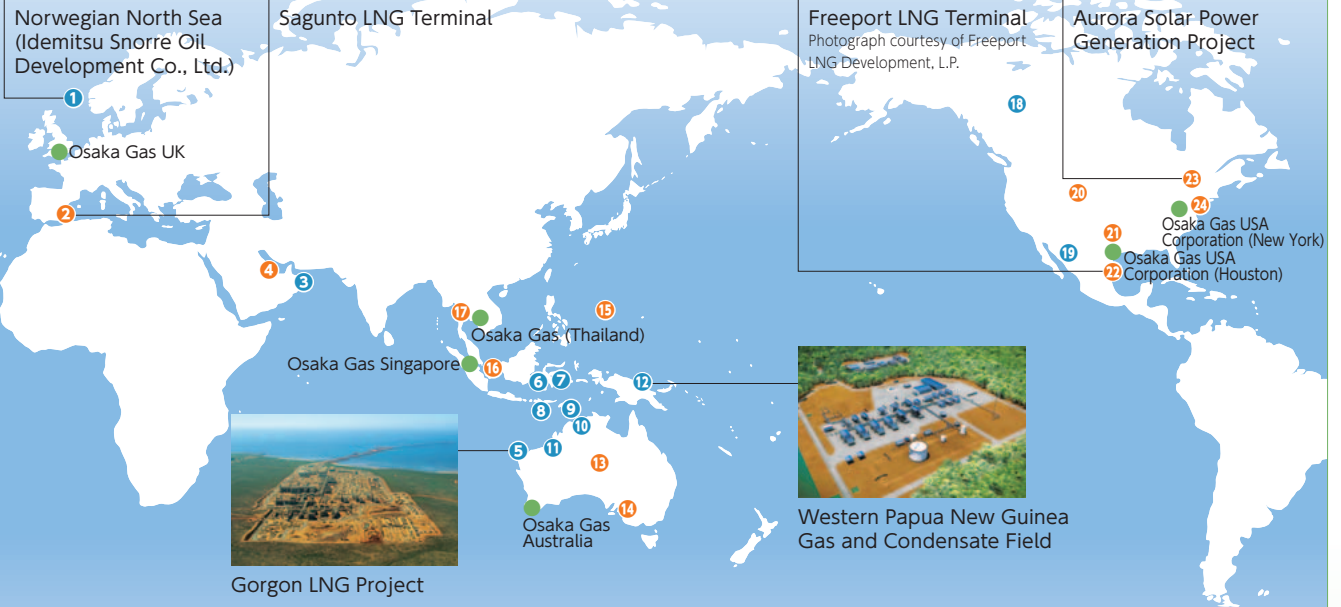 Norwegian North Sea
(Idemitsu Snorre Oil
Development Co., Ltd.)
Sagunto LNG Terminal
Freeport LNG Terminal
Photograph courtesy of Freeport
LNG Development, L.P.
Aurora Solar Power
Generation Project
1
18
Osaka Gas UK
23
20
2
24
Osaka Gas USA
Corporation (New York)
21
19
Osaka Gas USA
Corporation (Houston)
22
4
3
17
15
Osaka Gas (Thailand)
Osaka Gas Singapore
16
6
7
12
8
9
10
5
11
13
14
Osaka Gas
Australia
Gorgon LNG Project
Western Papua New Guinea
Gas and Condensate Field